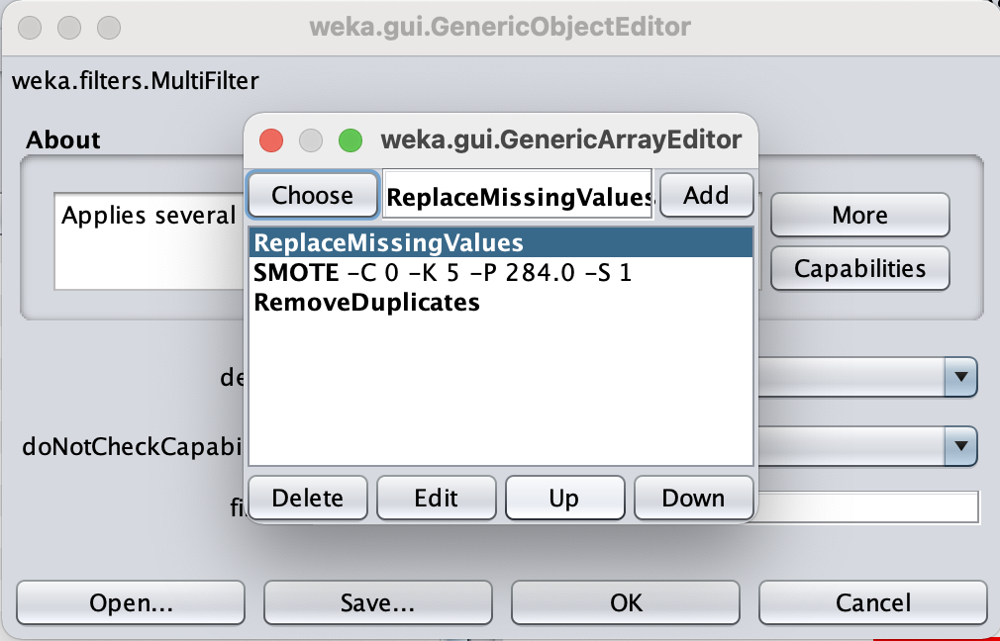 weka.gui.GenericObjectEditor
weka.filters.MultiFilter
About
weka.gui.GenericArrayEditor
Choose ReplaceMissingValues Add
Applies several
More
ReplaceMissingValues
SMOTE -C 0 -K 5 -P 284.0 -S 1
RemoveDuplicates
Capabilities
de
doNotCheckCapabi
fi
Delete Edit Up Down
Open... Save... OK Cancel